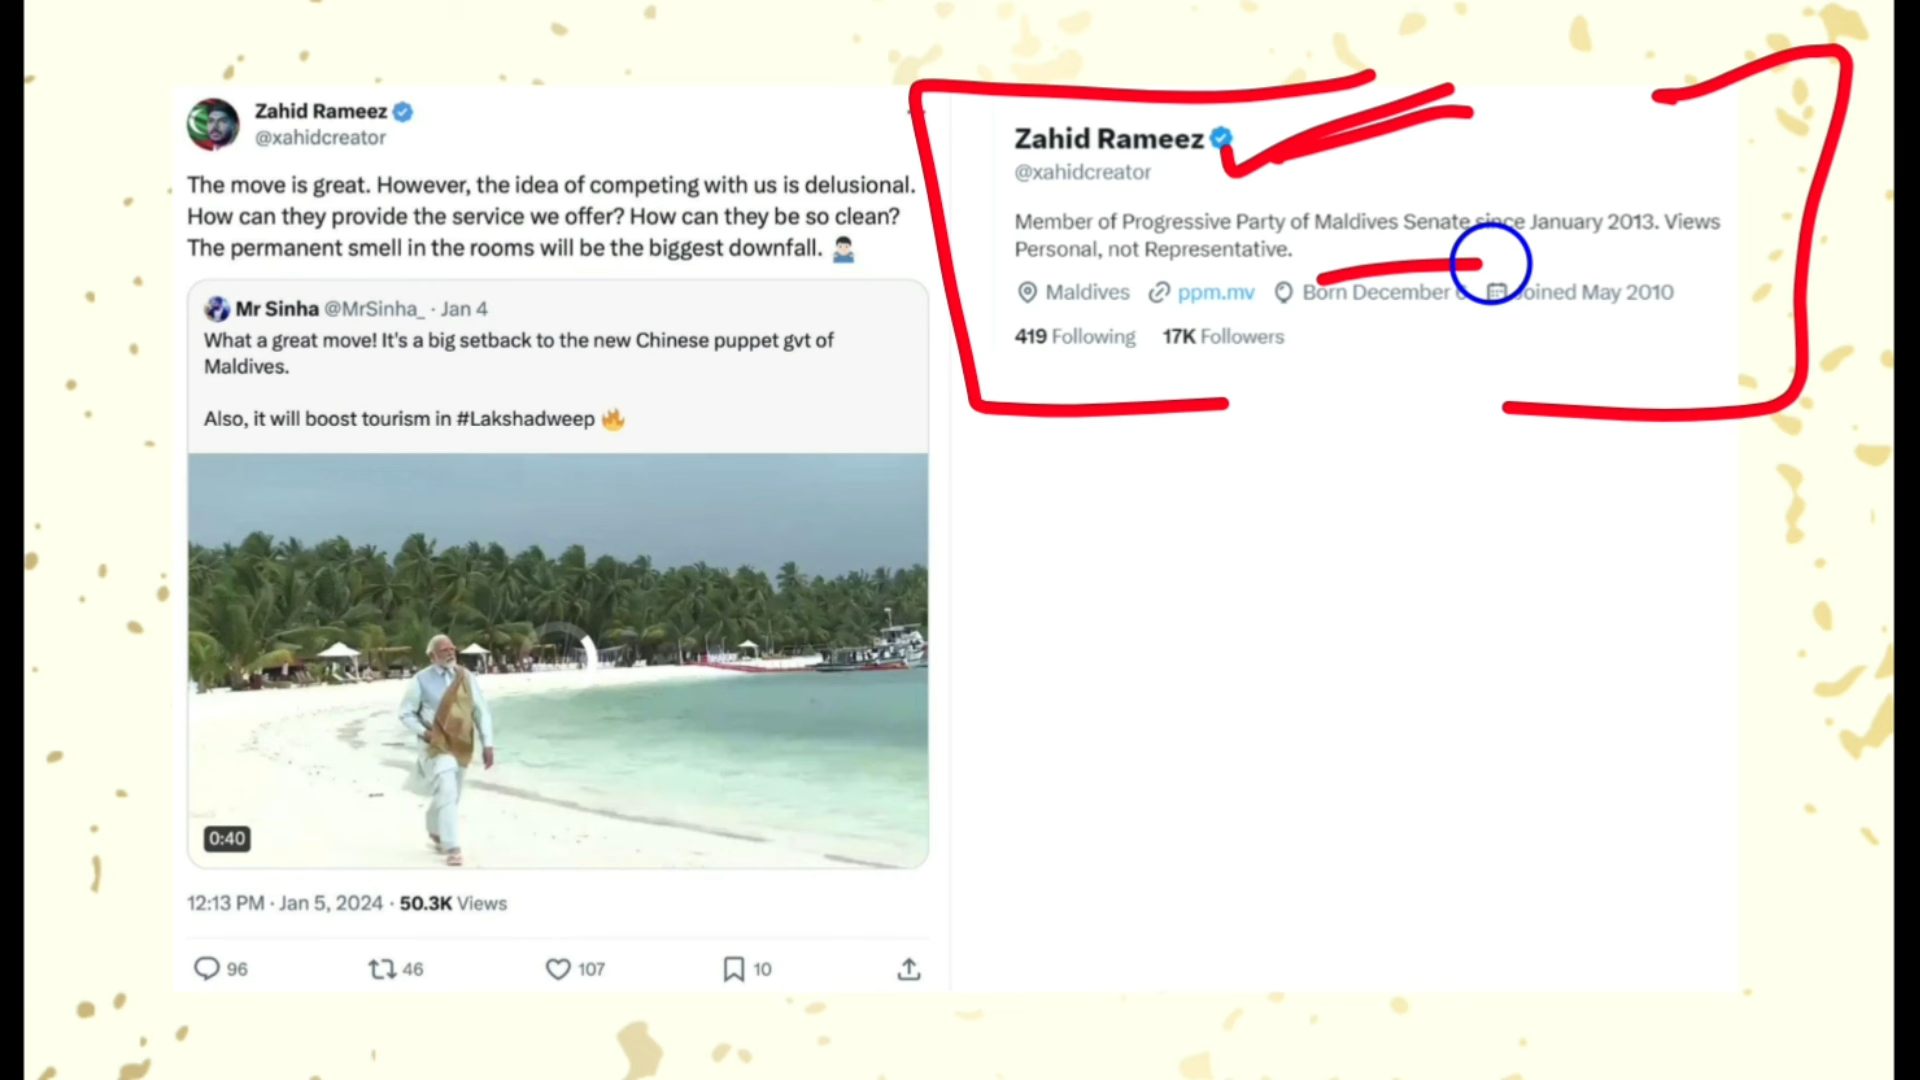 Zahid Rameez
@xahidcreator
The move is great. However, the idea of competing with us is delusional.
How can they provide the service we offer? How can they be so clean?
The permanent smell in the rooms will be the biggest downfall. 🤷🏻‍♂️
Mr Sinha @MrSinha_ · Jan 4
What a great move! It's a big setback to the new Chinese puppet gvt of
Maldives.
Also, it will boost tourism in #Lakshadweep 🔥
0:40
12:13 PM · Jan 5, 2024 · 50.3K Views
96 46 107 10
Zahid Rameez
@xahidcreator
Member of Progressive Party of Maldives Senate since January 2013. Views
Personal, not Representative.
Maldives ppm.mv Born December Joined May 2010
419 Following 17K Followers